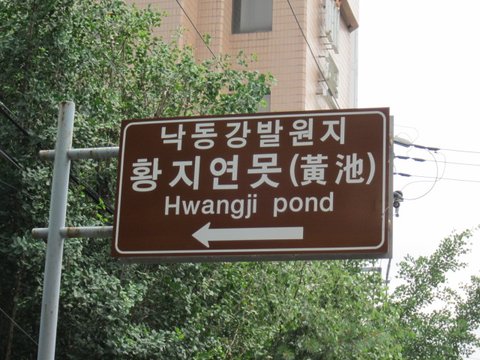 낙동강발원지
황지연못(黃池)
Hwangji pond